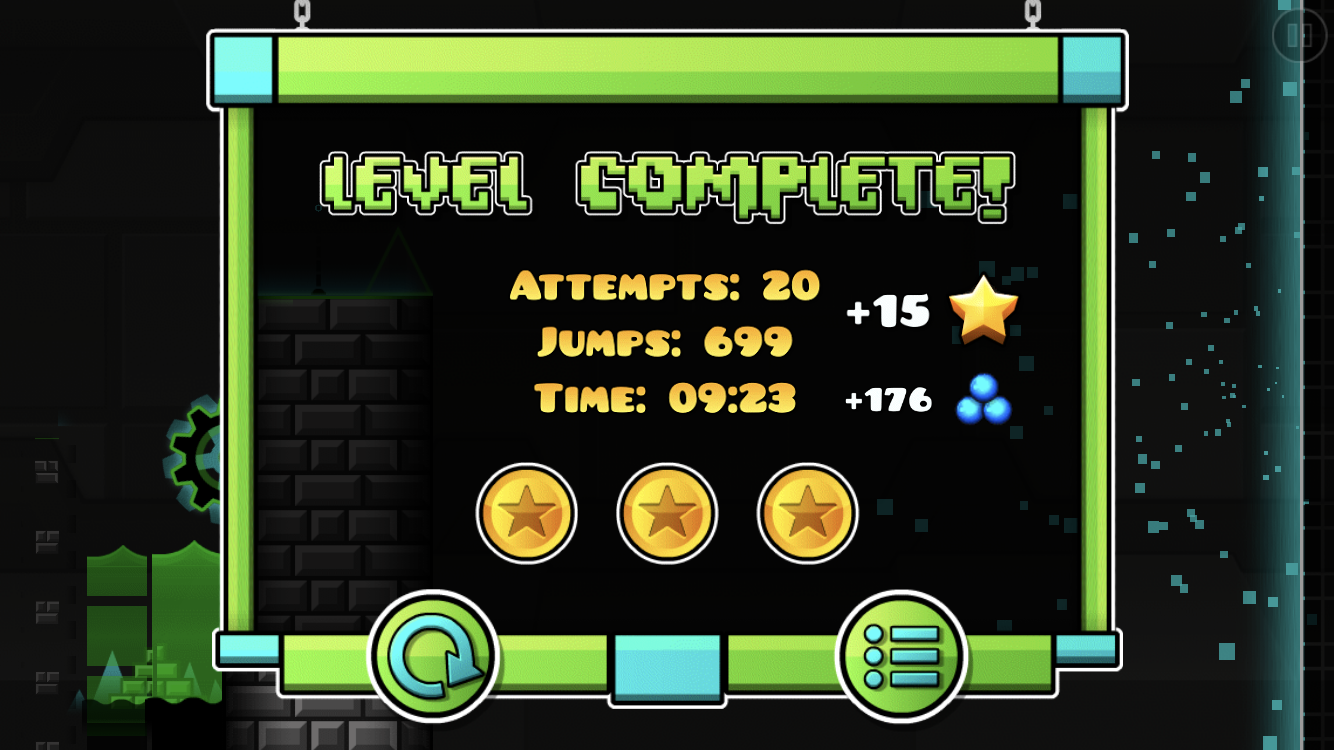 LEVEL COMPLETE!
ATTEMPTS: 20
+15
JUMPS: 699
TIME: 09:23
+176